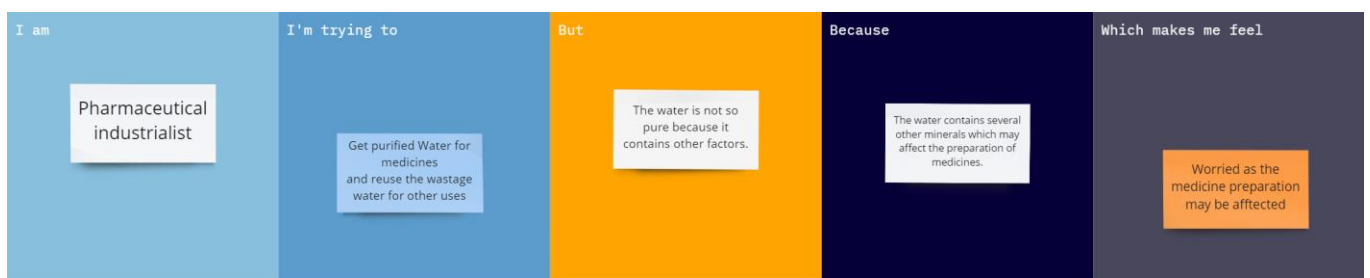 I am
Pharmaceutical
industrialist
I'm trying to
Get purified Water for
medicines
and reuse the wastage
water for other uses
But
The water is not so
pure because it
contains other factors.
Because
The water contains several
other minerals which may
affect the preparation of
medicines.
Which makes me feel
Worried as the
medicine preparation
may be afftected